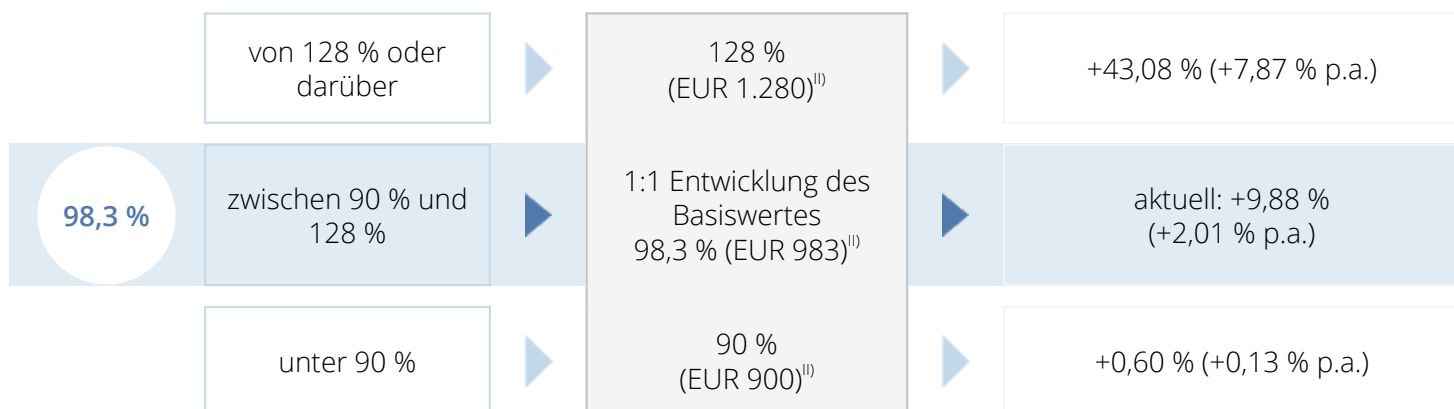 von 128 % oder
darüber
128 %
(EUR 1.280)II)
+43,08 % (+7,87 % p.a.)
98,3 %
zwischen 90 % und
128 %
1:1 Entwicklung des
Basiswertes
98,3 % (EUR 983)II)
aktuell: +9,88 %
(+2,01 % p.a.)
unter 90 %
90 %
(EUR 900)II)
+0,60 % (+0,13 % p.a.)